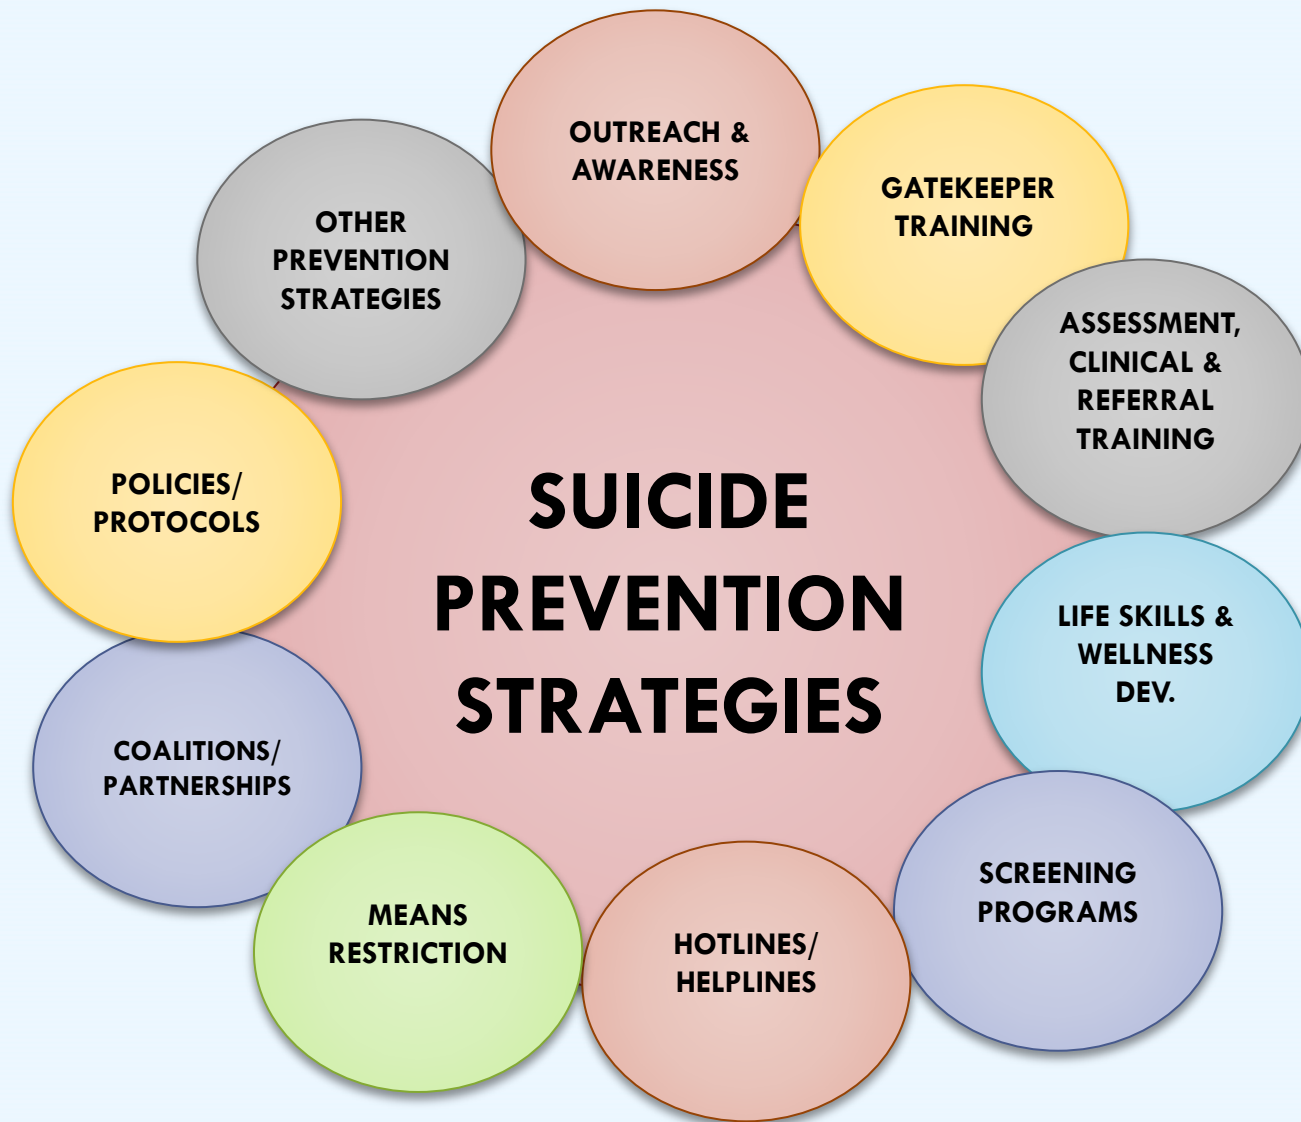 OUTREACH &
AWARENESS
GATEKEEPER
TRAINING
ASSESSMENT,
CLINICAL &
REFERRAL
TRAINING
LIFE SKILLS &
WELLNESS
DEV.
SCREENING
PROGRAMS
HOTLINES/
HELPLINES
MEANS
RESTRICTION
COALITIONS/
PARTNERSHIPS
POLICIES/
PROTOCOLS
OTHER
PREVENTION
STRATEGIES
SUICIDE
PREVENTION
STRATEGIES